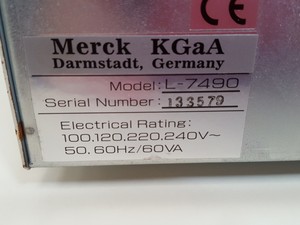 CE
Merck KGaA
Darmstadt, Germany
Model: L-7490
Serial Number: 133579
Electrical Rating:
100.120.220.240V~
50.60Hz/60VA